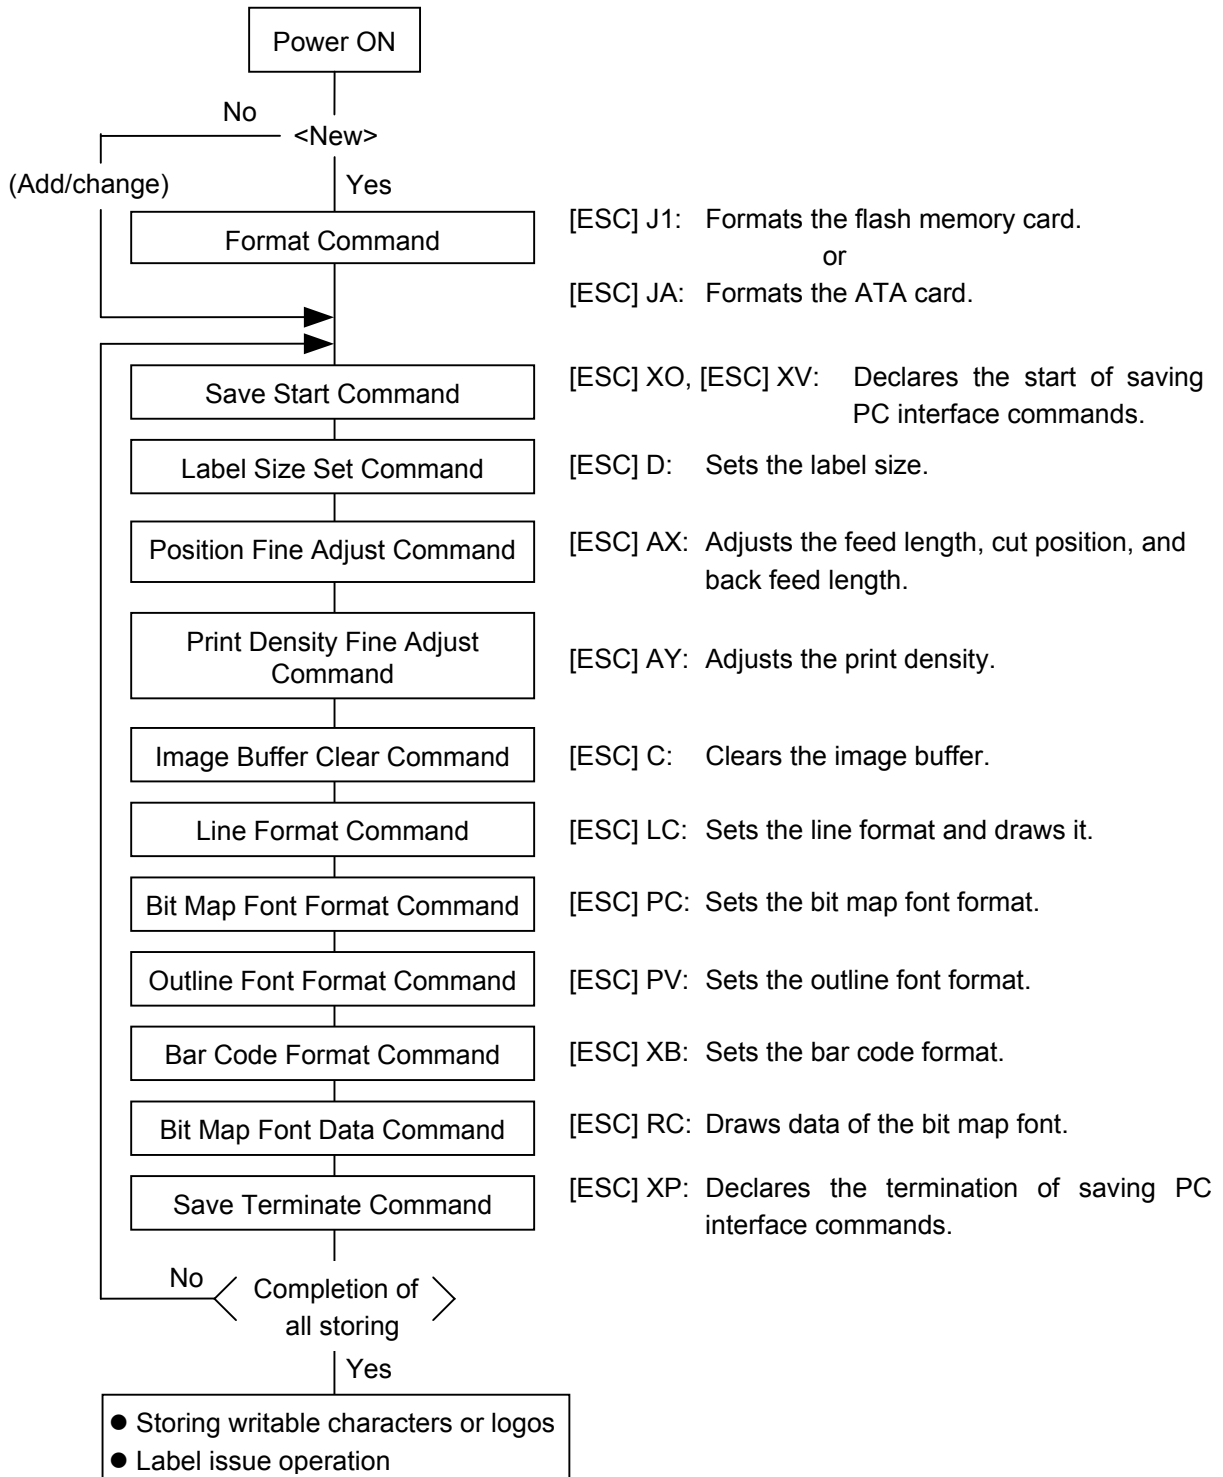 Power ON
No
<New>
(Add/change)
Yes
Format Command
[ESC] J1: Formats the flash memory card.
or
[ESC] JA: Formats the ATA card.
Save Start Command
[ESC] XO, [ESC] XV: Declares the start of saving
PC interface commands.
Label Size Set Command
[ESC] D: Sets the label size.
Position Fine Adjust Command
[ESC] AX: Adjusts the feed length, cut position, and
back feed length.
Print Density Fine Adjust
Command
[ESC] AY: Adjusts the print density.
Image Buffer Clear Command
[ESC] C: Clears the image buffer.
Line Format Command
[ESC] LC: Sets the line format and draws it.
Bit Map Font Format Command
[ESC] PC: Sets the bit map font format.
Outline Font Format Command
[ESC] PV: Sets the outline font format.
Bar Code Format Command
[ESC] XB: Sets the bar code format.
Bit Map Font Data Command
[ESC] RC: Draws data of the bit map font.
Save Terminate Command
[ESC] XP: Declares the termination of saving PC
interface commands.
No
Completion of
all storing
Yes
● Storing writable characters or logos
● Label issue operation